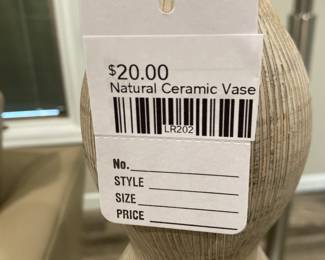 $20.00
Natural Ceramic Vase
LR202
No.
STYLE
SIZE
PRICE